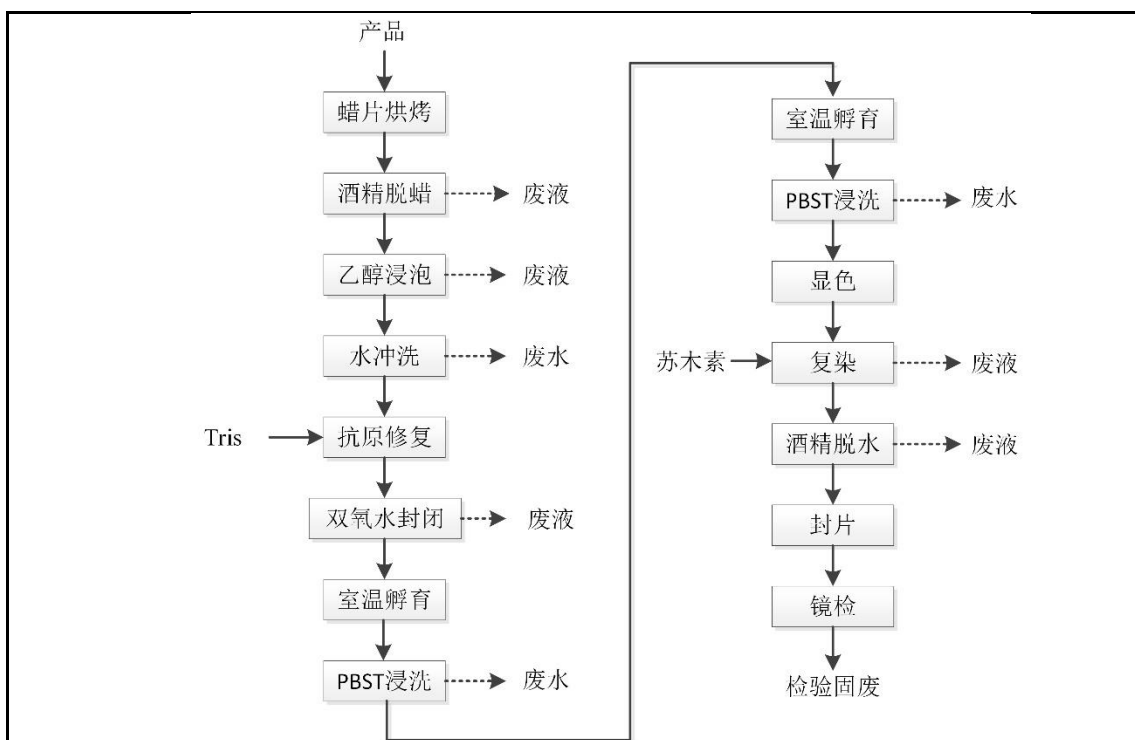 产品
蜡片烘烤
酒精脱蜡
废液
乙醇浸泡
废液
水冲洗
废水
Tris
抗原修复
双氧水封闭
废液
室温孵育
PBST浸洗
废水
室温孵育
PBST浸洗
废水
显色
苏木素
复染
废液
酒精脱水
废液
封片
镜检
检验固废